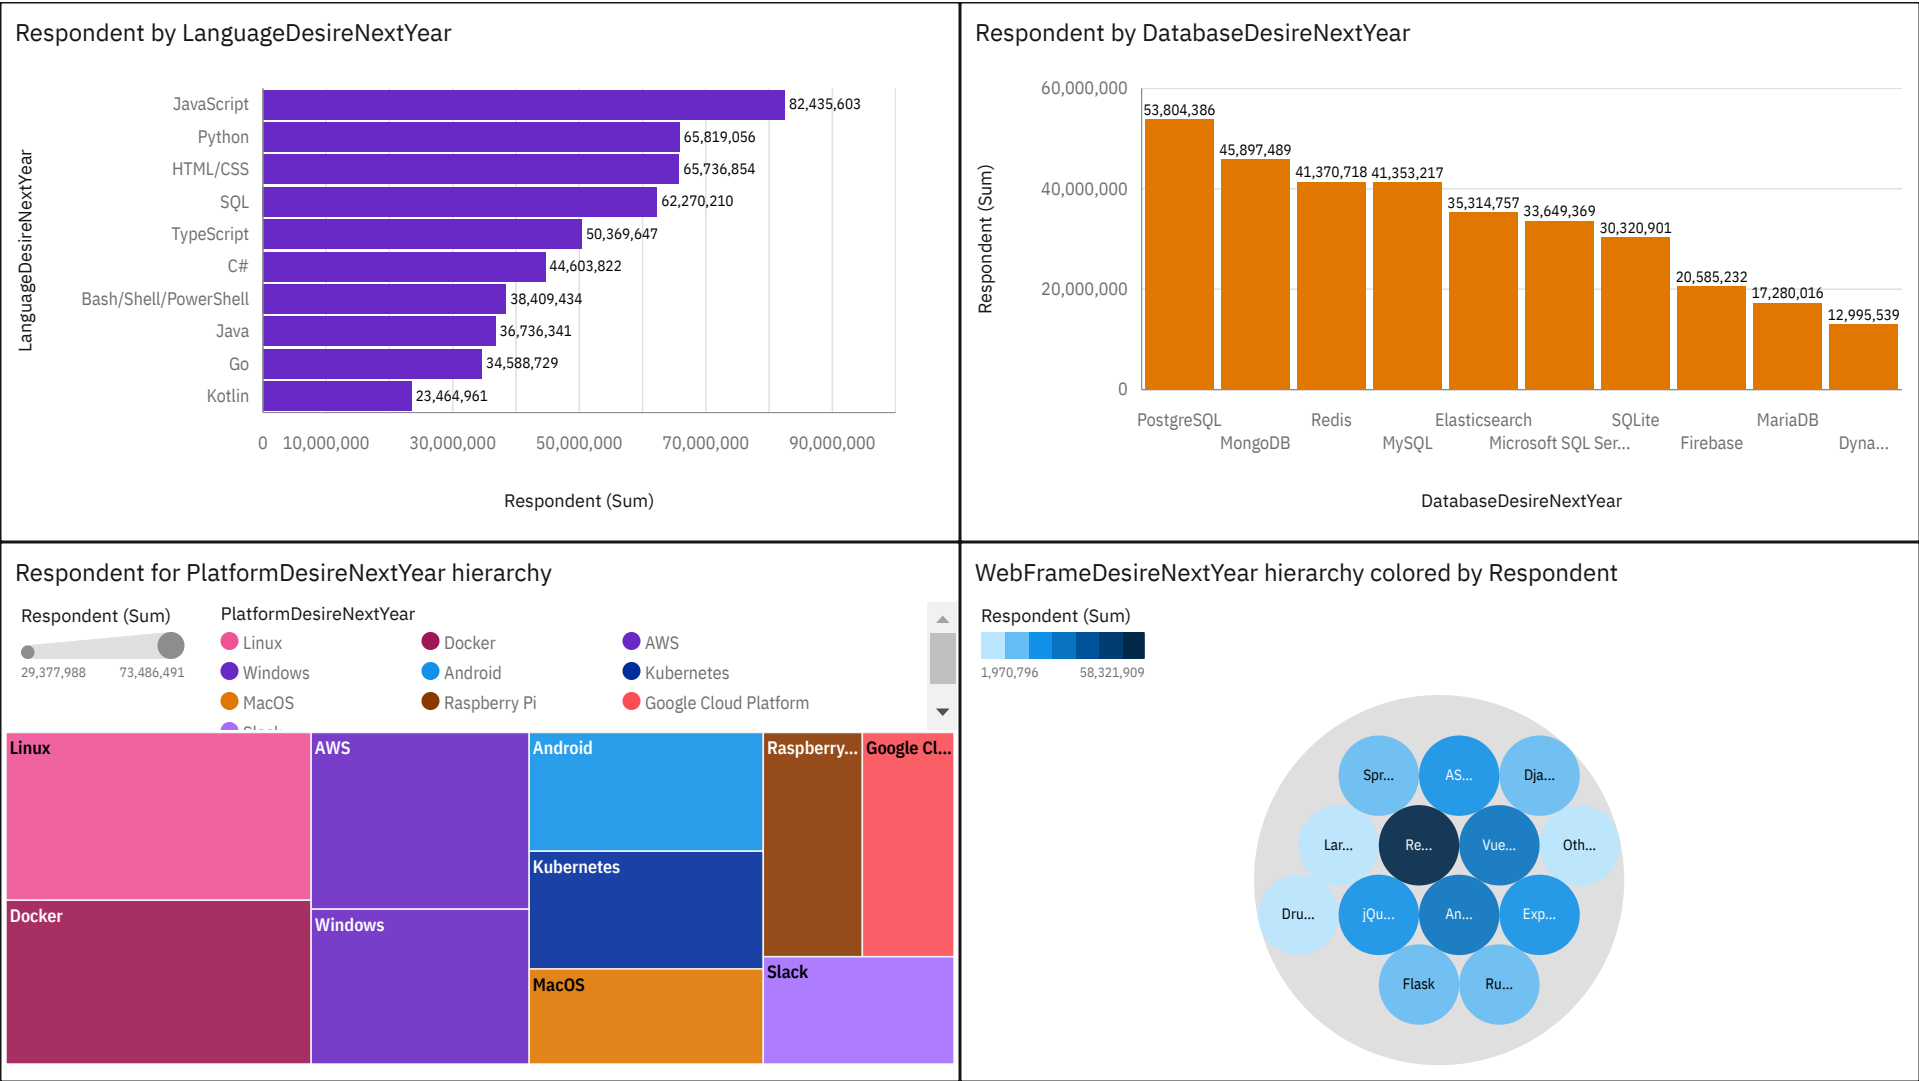 Respondent by LanguageDesireNextYear
LanguageDesireNextYear
JavaScript 82,435,603
Python 65,819,056
HTML/CSS 65,736,854
SQL 62,270,210
TypeScript 50,369,647
C# 44,603,822
Bash/Shell/PowerShell 38,409,434
Java 36,736,341
Go 34,588,729
Kotlin 23,464,961
0 10,000,000 30,000,000 50,000,000 70,000,000 90,000,000
Respondent (Sum)
Respondent by DatabaseDesireNextYear
Respondent (Sum)
60,000,000
40,000,000
20,000,000
0
53,804,386
45,897,489
41,370,718
41,353,217
35,314,757
33,649,369
30,320,901
20,585,232
17,280,016
12,995,539
PostgreSQL Redis Elasticsearch SQLite MariaDB
MongoDB MySQL Microsoft SQL Ser... Firebase Dyna...
DatabaseDesireNextYear
Respondent for PlatformDesireNextYear hierarchy
Respondent (Sum)
29,377,988 73,486,491
PlatformDesireNextYear
Linux Docker AWS
Windows Android Kubernetes
MacOS Raspberry Pi Google Cloud Platform
Slack
Linux
Docker
AWS
Windows
Android
Kubernetes
MacOS
Raspberry...
Google Cl...
Slack
WebFrameDesireNextYear hierarchy colored by Respondent
Respondent (Sum)
1,970,796 58,321,909
Spr... AS... Dja...
Lar... Re... Vue... Oth...
Dru... jQu... An... Exp...
Flask Ru...